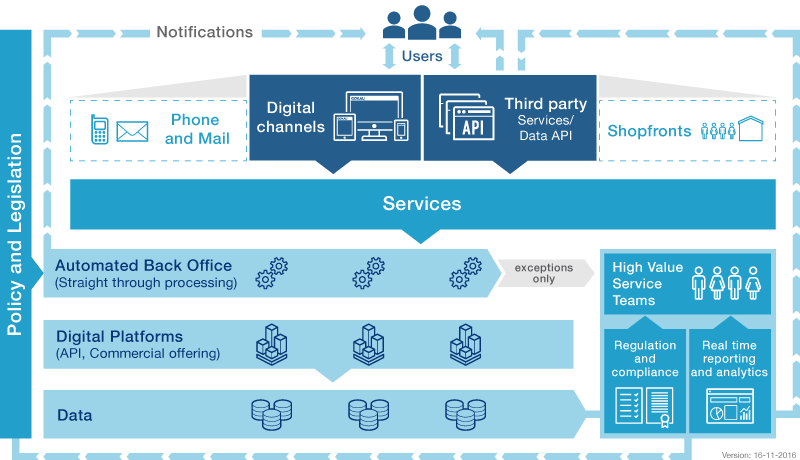 Notifications
Users
Policy and Legislation
Phone
and Mail
Digital
channels
Third party
Services/
Data API
API
Shopfronts
Services
Automated Back Office
(Straight through processing)
exceptions
only
High Value
Service
Teams
Digital Platforms
(API, Commercial offering)
Regulation
and
compliance
Real time
reporting
and analytics
Data
Version: 16-11-2016